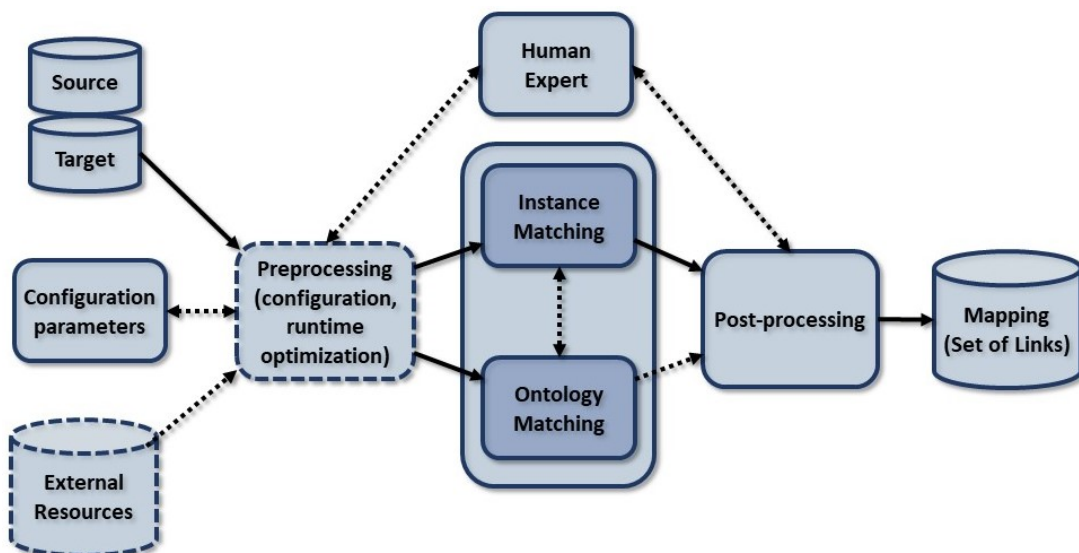 Source
Target
Configuration
parameters
External
Resources
Preprocessing
(configuration,
runtime
optimization)
Human
Expert
Instance
Matching
Ontology
Matching
Post-processing
Mapping
(Set of Links)